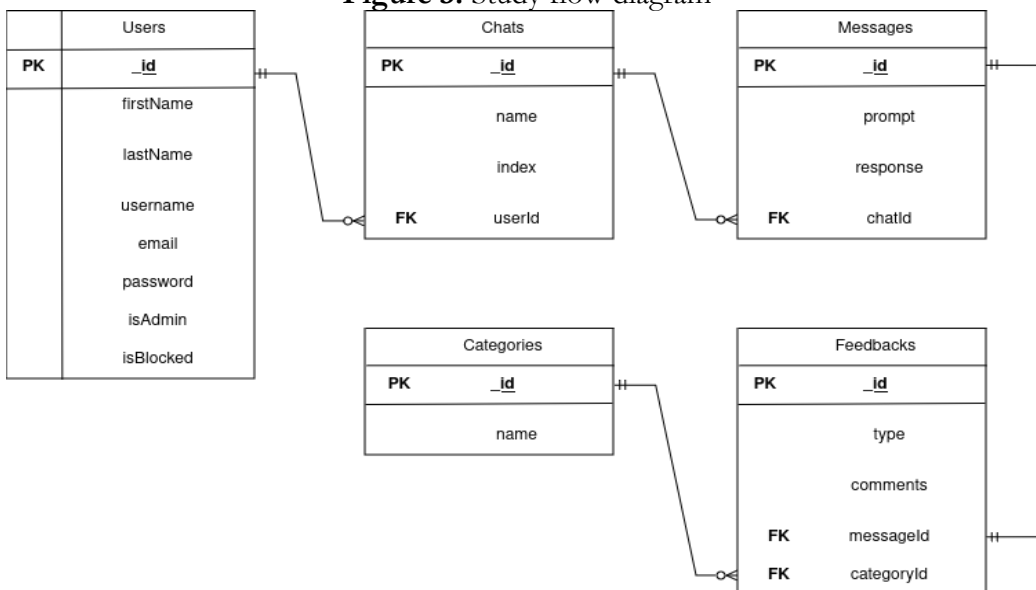 Figure 3. Study flow diagram
Users
PK _id
firstName
lastName
username
email
password
isAdmin
isBlocked
Chats
PK _id
name
index
FK userId
Messages
PK _id
prompt
response
FK chatId
Categories
PK _id
name
Feedbacks
PK _id
type
comments
FK messageId
FK categoryId